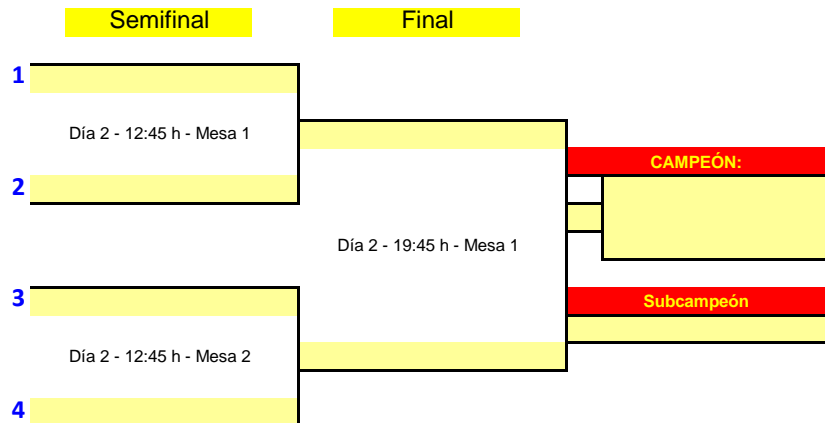 Semifinal
Final
1
Día 2 - 12:45 h - Mesa 1
2
CAMPEÓN:
Día 2 - 19:45 h - Mesa 1
3
Subcampeón
Día 2 - 12:45 h - Mesa 2
4